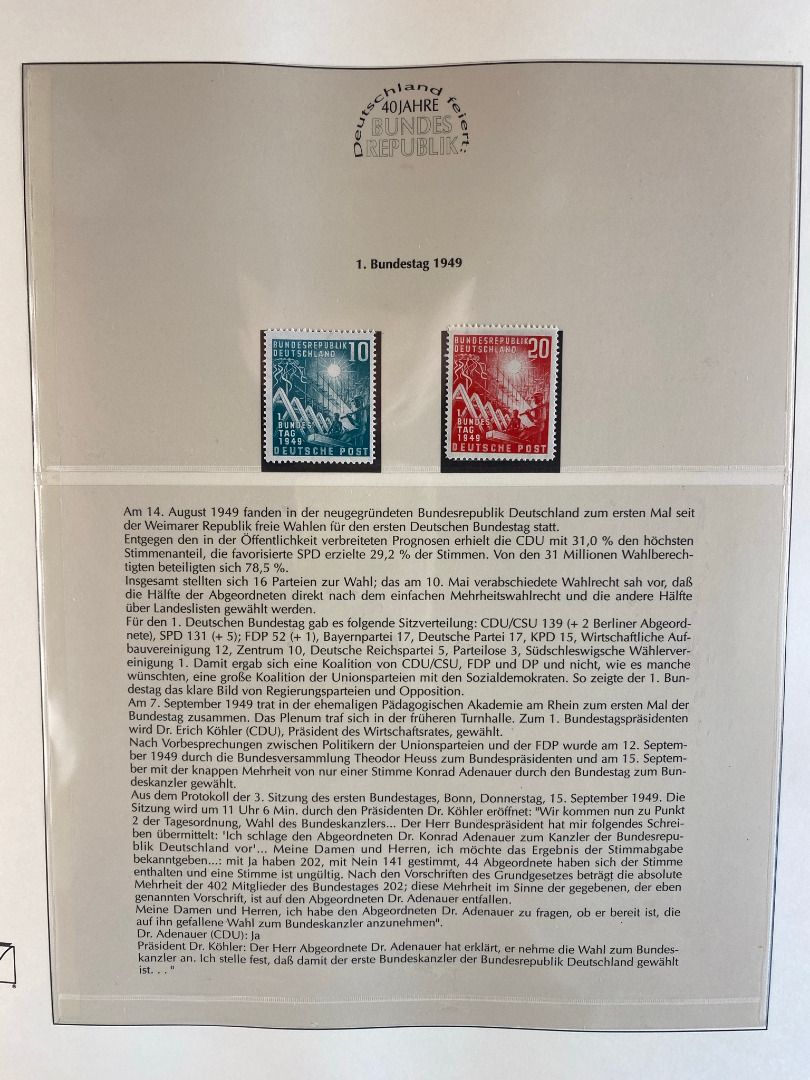 Deutschland feiert:
40 JAHRE
BUNDES
REPUBLIK
1. Bundestag 1949
BUNDESREPUBLIK
DEUTSCHLAND
10
1.
BUNDES
TAG
1949
DEUTSCHE POST
BUNDESREPUBLIK
DEUTSCHLAND
20
1.
BUNDES
TAG
1949
DEUTSCHE POST
Am 14. August 1949 fanden in der neugegründeten Bundesrepublik Deutschland zum ersten Mal seit
der Weimarer Republik freie Wahlen für den ersten Deutschen Bundestag statt.
Entgegen den in der Öffentlichkeit verbreiteten Prognosen erhielt die CDU mit 31,0 % den höchsten
Stimmenanteil, die favorisierte SPD erzielte 29,2 % der Stimmen. Von den 31 Millionen Wahlberech-
tigten beteiligten sich 78,5 %.
Insgesamt stellten sich 16 Parteien zur Wahl; das am 10. Mai verabschiedete Wahlrecht sah vor, daß
die Hälfte der Abgeordneten direkt nach dem einfachen Mehrheitswahlrecht und die andere Hälfte
über Landeslisten gewählt werden.
Für den 1. Deutschen Bundestag gab es folgende Sitzverteilung: CDU/CSU 139 (+ 2 Berliner Abgeord-
nete), SPD 131 (+ 5); FDP 52 (+ 1), Bayernpartei 17, Deutsche Partei 17, KPD 15, Wirtschaftliche Auf-
bauvereinigung 12, Zentrum 10, Deutsche Reichspartei 5, Parteilose 3, Südschleswigsche Wählerver-
einigung 1. Damit ergab sich eine Koalition von CDU/CSU, FDP und DP und nicht, wie es manche
wünschten, eine große Koalition der Unionsparteien mit den Sozialdemokraten. So zeigte der 1. Bun-
destag das klare Bild von Regierungsparteien und Opposition.
Am 7. September 1949 trat in der ehemaligen Pädagogischen Akademie am Rhein zum ersten Mal der
Bundestag zusammen. Das Plenum traf sich in der früheren Turnhalle. Zum 1. Bundestagspräsidenten
wird Dr. Erich Köhler (CDU), Präsident des Wirtschaftsrates, gewählt.
Nach Vorbesprechungen zwischen Politikern der Unionsparteien und der FDP wurde am 12. Septem-
ber 1949 durch die Bundesversammlung Theodor Heuss zum Bundespräsidenten und am 15. Septem-
ber mit der knappen Mehrheit von nur einer Stimme Konrad Adenauer durch den Bundestag zum Bun-
deskanzler gewählt.
Aus dem Protokoll der 3. Sitzung des ersten Bundestages, Bonn, Donnerstag, 15. September 1949. Die
Sitzung wird um 11 Uhr 6 Min. durch den Präsidenten Dr. Köhler eröffnet: "Wir kommen nun zu Punkt
2 der Tagesordnung, Wahl des Bundeskanzlers... Der Herr Bundespräsident hat mir folgendes Schrei-
ben übermittelt: 'Ich schlage den Abgeordneten Dr. Konrad Adenauer zum Kanzler der Bundesrepu-
blik Deutschland vor'... Meine Damen und Herren, ich möchte das Ergebnis der Stimmabgabe
bekanntgeben...: mit Ja haben 202, mit Nein 141 gestimmt, 44 Abgeordnete haben sich der Stimme
enthalten und eine Stimme ist ungültig. Nach den Vorschriften des Grundgesetzes beträgt die absolute
Mehrheit der 402 Mitglieder des Bundestages 202; diese Mehrheit im Sinne der gegebenen, der eben
genannten Vorschrift, ist auf den Abgeordneten Dr. Adenauer entfallen.
Meine Damen und Herren, ich habe den Abgeordneten Dr. Adenauer zu fragen, ob er bereit ist, die
auf ihn gefallene Wahl zum Bundeskanzler anzunehmen".
Dr. Adenauer (CDU): Ja
Präsident Dr. Köhler: Der Herr Abgeordnete Dr. Adenauer hat erklärt, er nehme die Wahl zum Bundes-
kanzler an. Ich stelle fest, daß damit der erste Bundeskanzler der Bundesrepublik Deutschland gewählt
ist. . . "